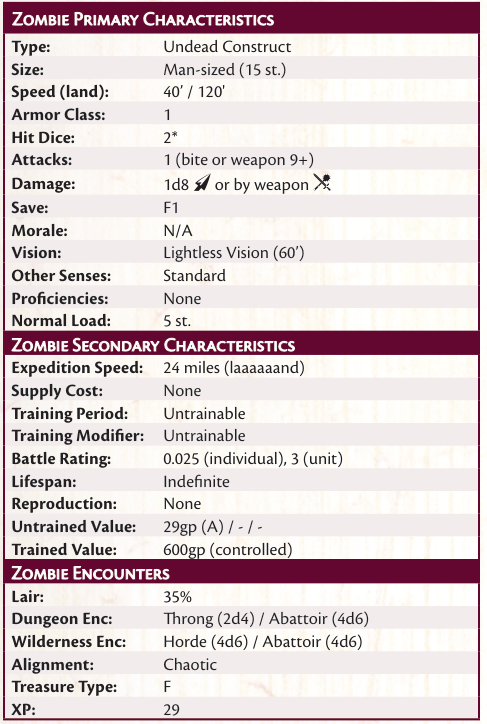 Zombie Primary Characteristics
Type: Undead Construct
Size: Man-sized (15 st.)
Speed (land): 40’ / 120'
Armor Class: 1
Hit Dice: 2*
Attacks: 1 (bite or weapon 9+)
Damage: 1d8 or by weapon
Save: F1
Morale: N/A
Vision: Lightless Vision (60’)
Other Senses: Standard
Proficiencies: None
Normal Load: 5 st.
Zombie Secondary Characteristics
Expedition Speed: 24 miles (laaaaaand)
Supply Cost: None
Training Period: Untrainable
Training Modifier: Untrainable
Battle Rating: 0.025 (individual), 3 (unit)
Lifespan: Indefinite
Reproduction: None
Untrained Value: 29gp (A) / - / -
Trained Value: 600gp (controlled)
Zombie Encounters
Lair: 35%
Dungeon Enc: Throng (2d4) / Abattoir (4d6)
Wilderness Enc: Horde (4d6) / Abattoir (4d6)
Alignment: Chaotic
Treasure Type: F
XP: 29